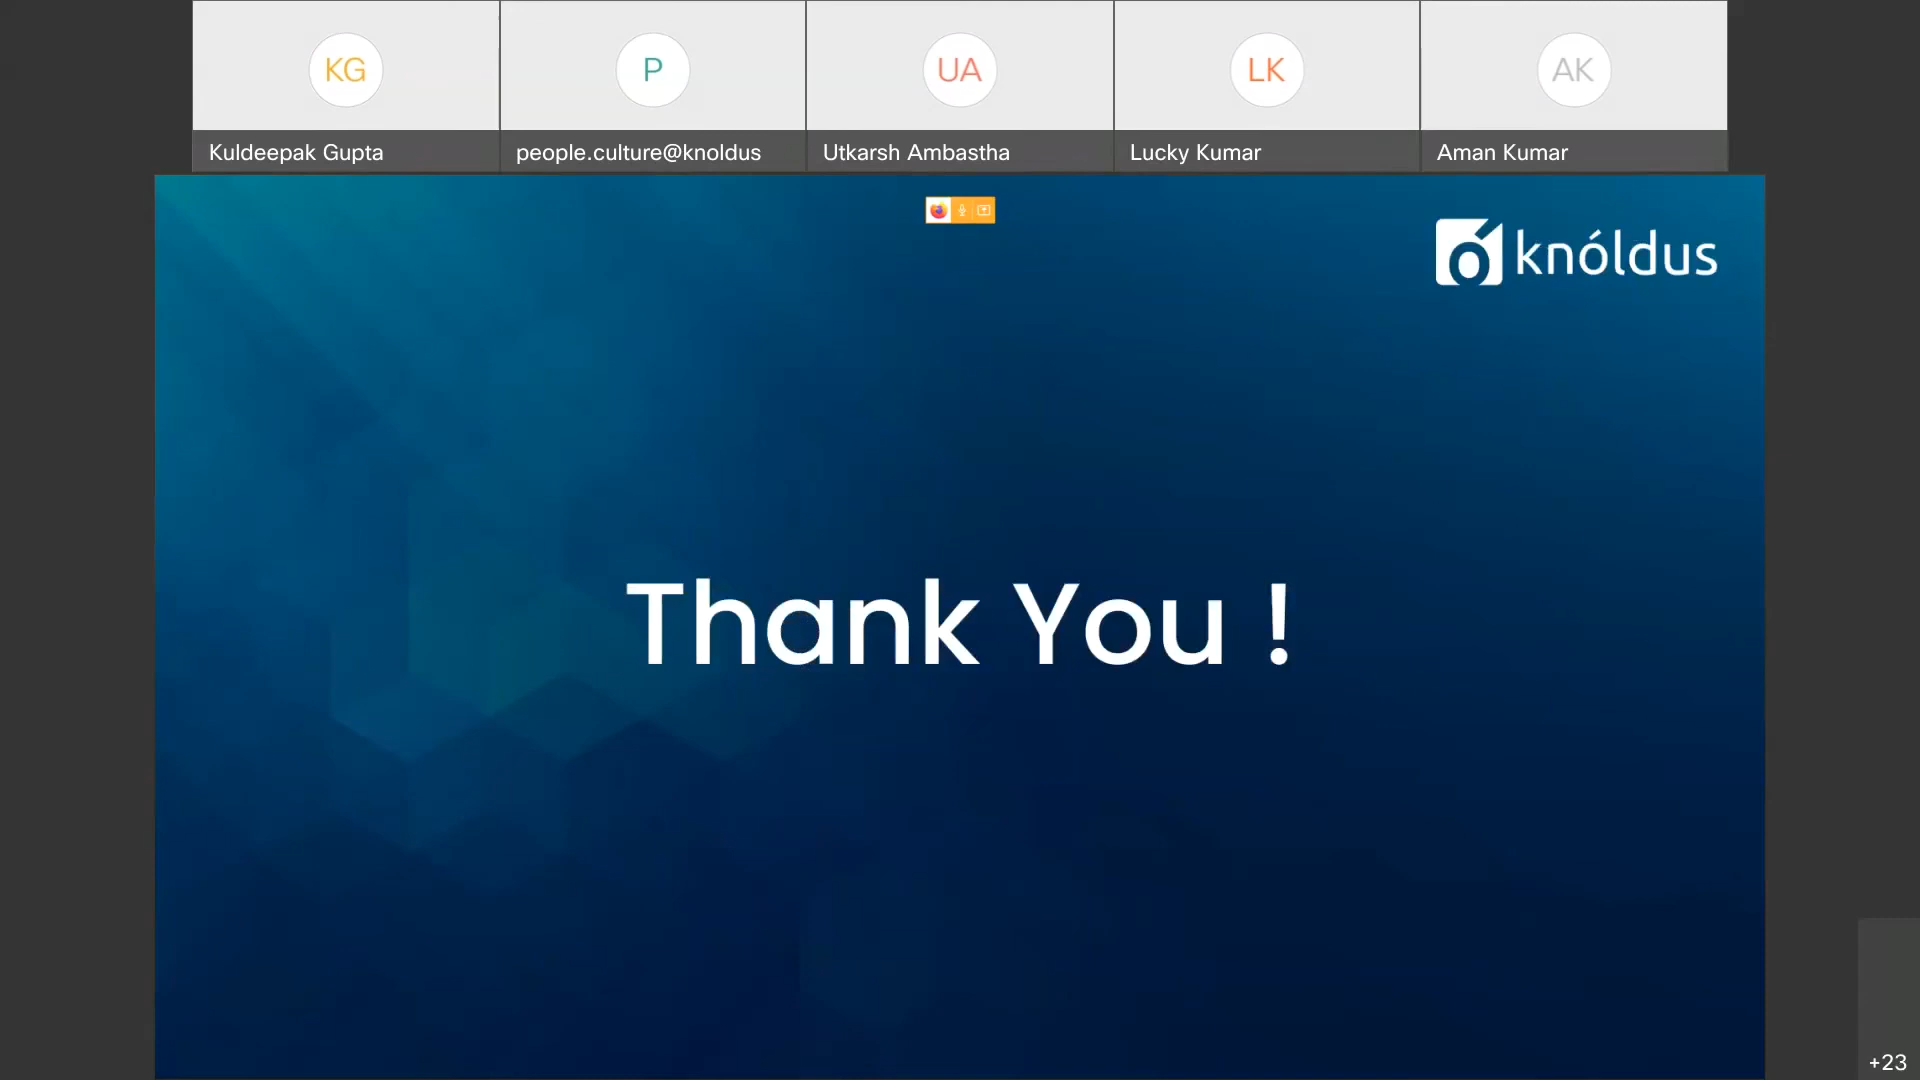 KG
P
UA
LK
AK
Kuldeepak Gupta
people.culture@knoldus
Utkarsh Ambastha
Lucky Kumar
Aman Kumar
knóldus
Thank You !
+23